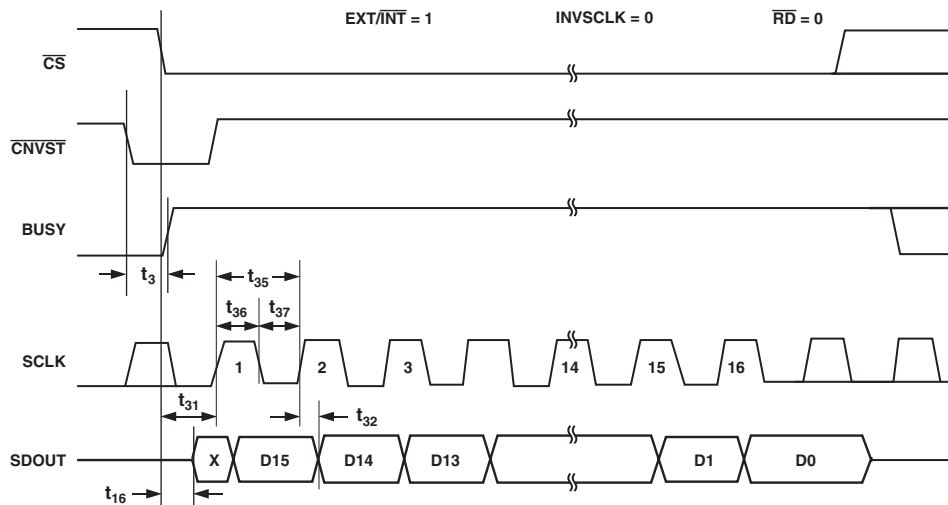 EXT/INT = 1 INVSCLK = 0 RD = 0
CS
CNVST
BUSY
t3
t35
t36 t37
SCLK 1 2 3 14 15 16
t31
t32
SDOUT X D15 D14 D13 D1 D0
t16